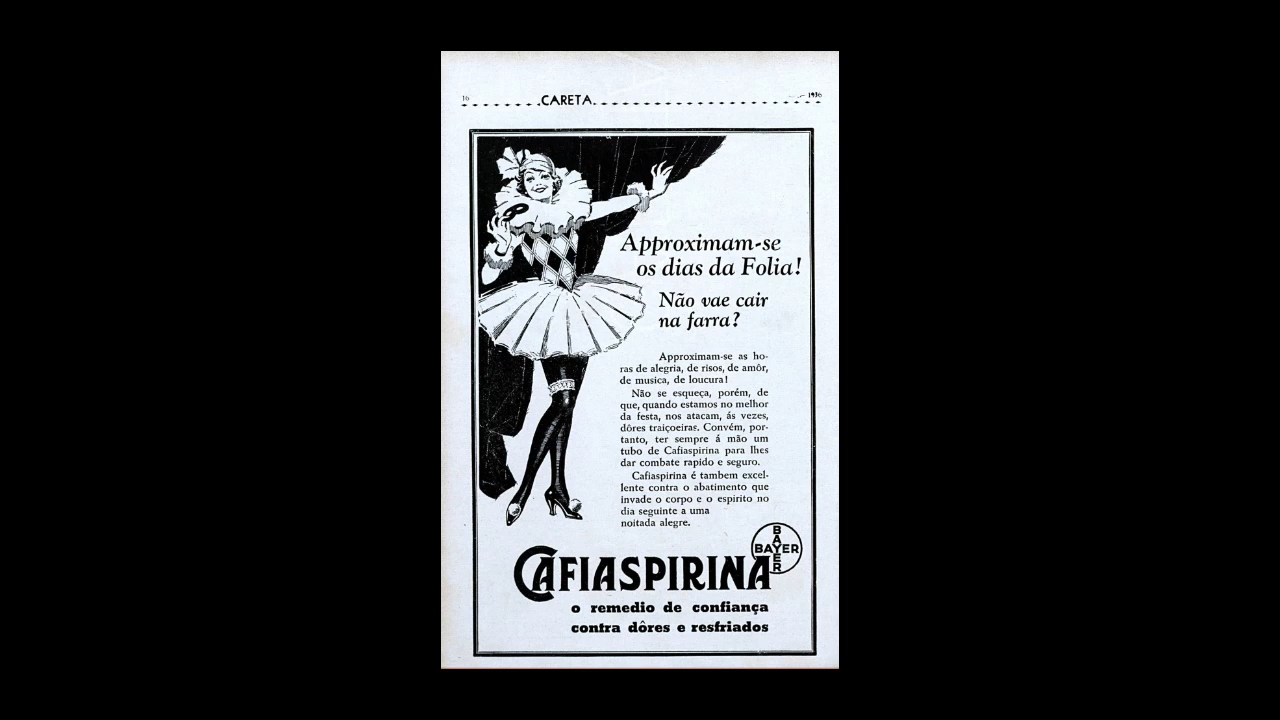 16
CARETA
1936
Approximam-se
os dias da Folia!
Não vae cair
na farra?
Approximam-se as ho-
ras de alegria, de risos, de amôr,
de musica, de loucura!
Não se esqueça, porém, de
que, quando estamos no melhor
da festa, nos atacam, ás vezes,
dôres traiçoeiras. Convém, por-
tanto, ter sempre á mão um
tubo de Cafiaspirina para lhes
dar combate rapido e seguro.
Cafiaspirina é tambem excel-
lente contra o abatimento que
invade o corpo e o espirito no
dia seguinte a uma
noitada alegre.
BAYER
BAYER
CAFIASPIRINA
o remedio de confiança
contra dôres e resfriados